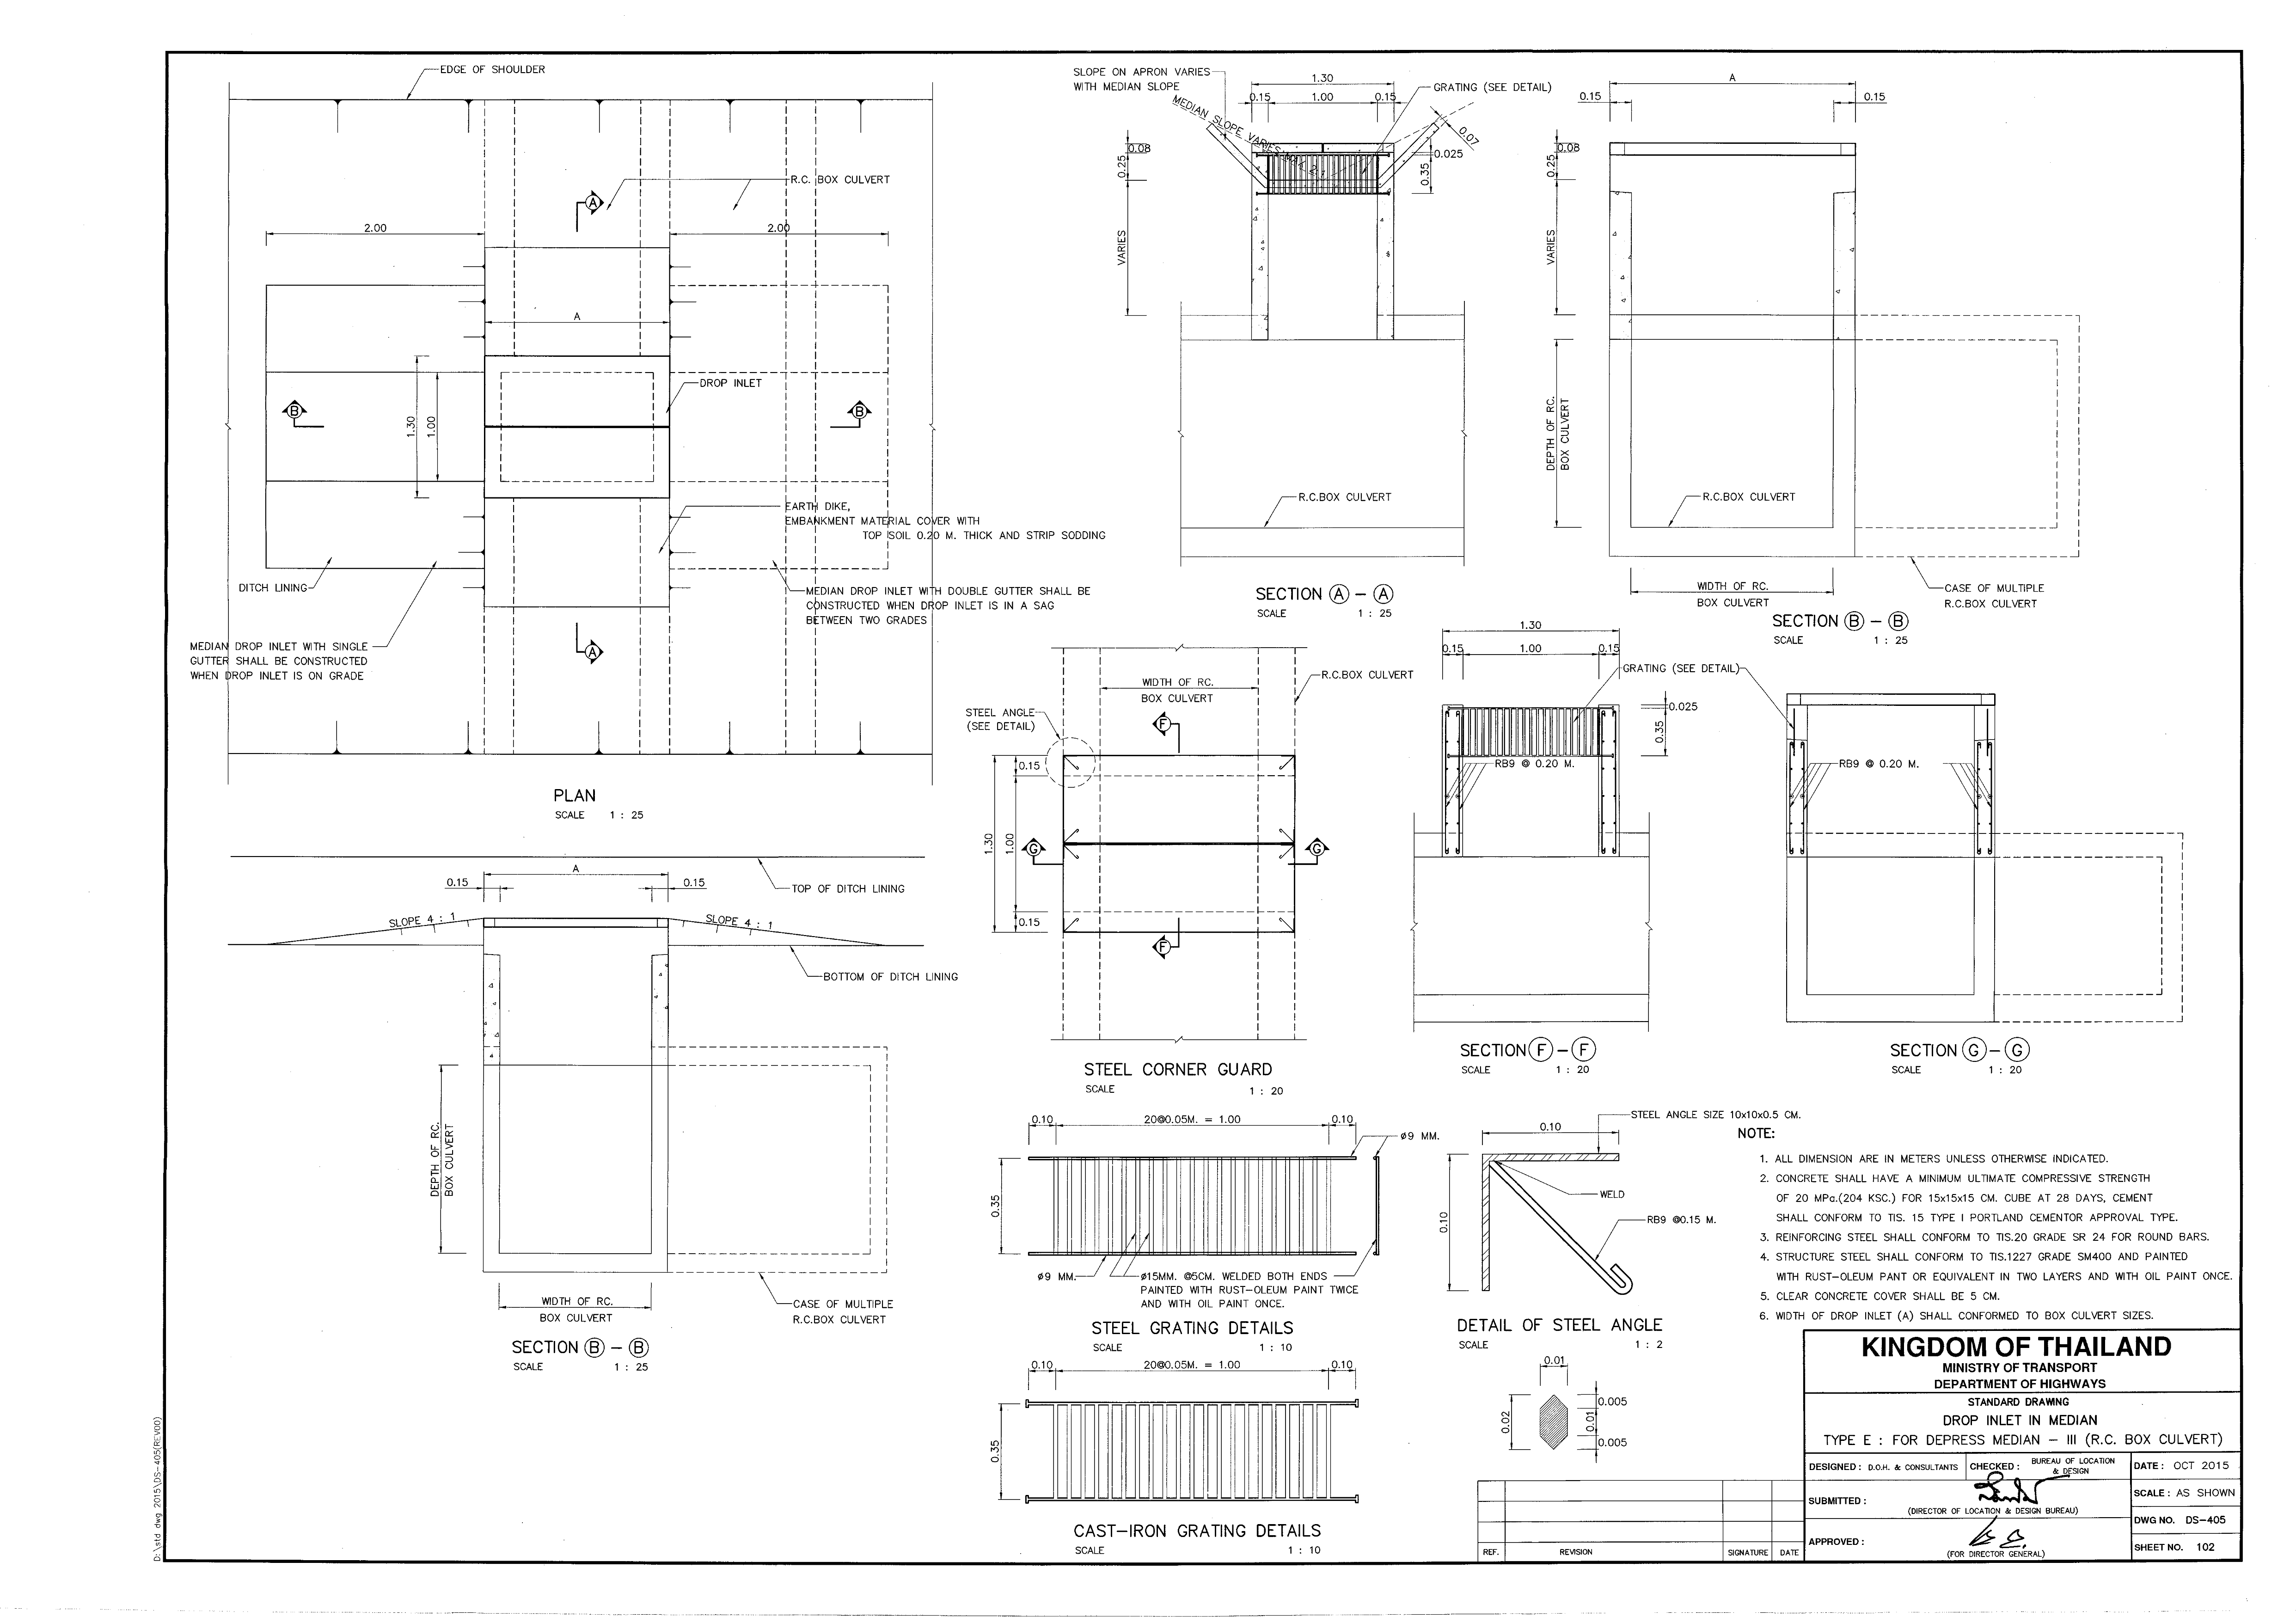 EDGE OF SHOULDER
R.C. BOX CULVERT
A
2.00
2.00
A
DROP INLET
B
B
1.30
1.00
EARTH DIKE,
EMBANKMENT MATERIAL COVER WITH
TOP SOIL 0.20 M. THICK AND STRIP SODDING
DITCH LINING
MEDIAN DROP INLET WITH DOUBLE GUTTER SHALL BE
CONSTRUCTED WHEN DROP INLET IS IN A SAG
BETWEEN TWO GRADES
MEDIAN DROP INLET WITH SINGLE
GUTTER SHALL BE CONSTRUCTED
WHEN DROP INLET IS ON GRADE
A
PLAN
SCALE 1 : 25
SLOPE ON APRON VARIES
WITH MEDIAN SLOPE
1.30
0.15 1.00 0.15
GRATING (SEE DETAIL)
MEDIAN SLOPE VARIES
0.07
0.08
0.25
0.025
0.35
VARIES
R.C.BOX CULVERT
SECTION A – A
SCALE 1 : 25
A
0.15
0.15
0.08
0.25
VARIES
DEPTH OF RC.
BOX CULVERT
R.C.BOX CULVERT
WIDTH OF RC.
BOX CULVERT
CASE OF MULTIPLE
R.C.BOX CULVERT
SECTION B – B
SCALE 1 : 25
A
0.15
0.15
TOP OF DITCH LINING
SLOPE 4 : 1
SLOPE 4 : 1
BOTTOM OF DITCH LINING
DEPTH OF RC.
BOX CULVERT
WIDTH OF RC.
BOX CULVERT
CASE OF MULTIPLE
R.C.BOX CULVERT
SECTION B – B
SCALE 1 : 25
R.C.BOX CULVERT
WIDTH OF RC.
BOX CULVERT
STEEL ANGLE
(SEE DETAIL)
F
0.15
1.30
1.00
G
G
0.15
F
STEEL CORNER GUARD
SCALE 1 : 20
1.30
0.15 1.00 0.15
GRATING (SEE DETAIL)
0.025
0.35
RB9 @ 0.20 M.
SECTION F – F
SCALE 1 : 20
RB9 @ 0.20 M.
SECTION G – G
SCALE 1 : 20
0.10 20@0.05M. = 1.00 0.10
ø9 MM.
0.35
ø9 MM.
ø15MM. @5CM. WELDED BOTH ENDS
PAINTED WITH RUST-OLEUM PAINT TWICE
AND WITH OIL PAINT ONCE.
STEEL GRATING DETAILS
SCALE 1 : 10
0.10 20@0.05M. = 1.00 0.10
0.35
CAST-IRON GRATING DETAILS
SCALE 1 : 10
STEEL ANGLE SIZE 10x10x0.5 CM.
0.10
0.10
WELD
RB9 @0.15 M.
DETAIL OF STEEL ANGLE
SCALE 1 : 2
0.01
0.02
0.005
0.01
0.005
NOTE:
1. ALL DIMENSION ARE IN METERS UNLESS OTHERWISE INDICATED.
2. CONCRETE SHALL HAVE A MINIMUM ULTIMATE COMPRESSIVE STRENGTH
OF 20 MPa.(204 KSC.) FOR 15x15x15 CM. CUBE AT 28 DAYS, CEMENT
SHALL CONFORM TO TIS. 15 TYPE I PORTLAND CEMENTOR APPROVAL TYPE.
3. REINFORCING STEEL SHALL CONFORM TO TIS.20 GRADE SR 24 FOR ROUND BARS.
4. STRUCTURE STEEL SHALL CONFORM TO TIS.1227 GRADE SM400 AND PAINTED
WITH RUST-OLEUM PANT OR EQUIVALENT IN TWO LAYERS AND WITH OIL PAINT ONCE.
5. CLEAR CONCRETE COVER SHALL BE 5 CM.
6. WIDTH OF DROP INLET (A) SHALL CONFORMED TO BOX CULVERT SIZES.
KINGDOM OF THAILAND
MINISTRY OF TRANSPORT
DEPARTMENT OF HIGHWAYS
STANDARD DRAWING
DROP INLET IN MEDIAN
TYPE E : FOR DEPRESS MEDIAN – III (R.C. BOX CULVERT)
DESIGNED : D.O.H. & CONSULTANTS
CHECKED : BUREAU OF LOCATION
& DESIGN
DATE : OCT 2015
SUBMITTED :
(DIRECTOR OF LOCATION & DESIGN BUREAU)
SCALE : AS SHOWN
DWG NO. DS-405
APPROVED :
(FOR DIRECTOR GENERAL)
SHEET NO. 102
REF. REVISION SIGNATURE DATE
D:\std dwg 2015\DS-405(REV00)